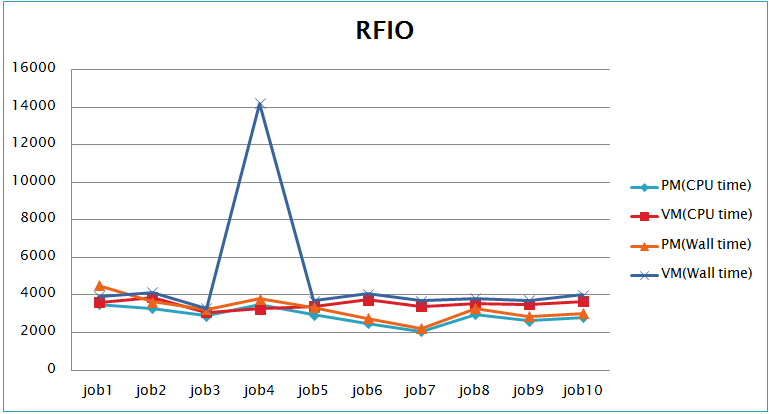 RFIO
16000
14000
12000
10000
8000
6000
4000
2000
0
job1 job2 job3 job4 job5 job6 job7 job8 job9 job10
PM(CPU time)
VM(CPU time)
PM(Wall time)
VM(Wall time)